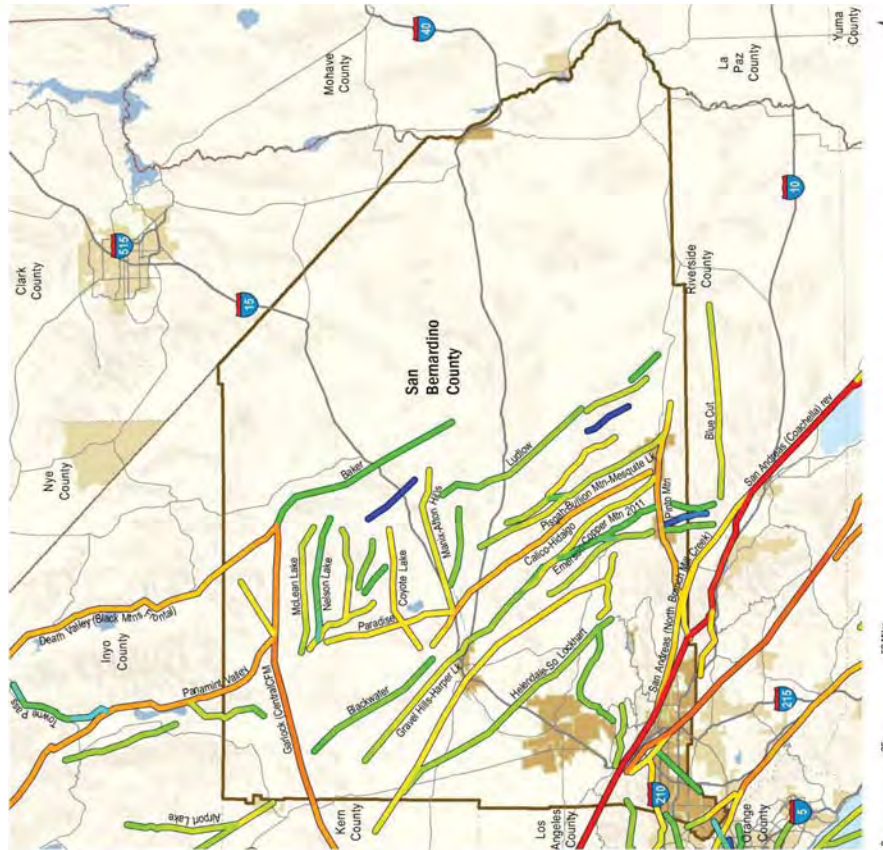 40
Mohave
County
La
Paz
County
Yuma
County
10
Clark
County
515
15
Riverside
County
San
Bernardino
County
Nye
County
Baker
Ludlow
Blue Cut
San Andreas (Coachella) rev
Pisgah-Bullion Mtn-Mesquite Lk
Calico-Hidalgo
Pinto Mtn
Emerson-Copper Mtn 2011
Manix-Afton Hills
McLean Lake
Nelson Lake
Coyote Lake
Paradise
Death Valley (Black Mtns Frontal)
Inyo
County
Towne Pass
Panamint Valley
Garlock (Central)CFM
Blackwater
Gravel Hills-Harper Lk
Helendale-So Lockhart
San Andreas (North Branch Mill Creek)
Airport Lake
Kern
County
Los
Angeles
County
210
215
Orange
County
5